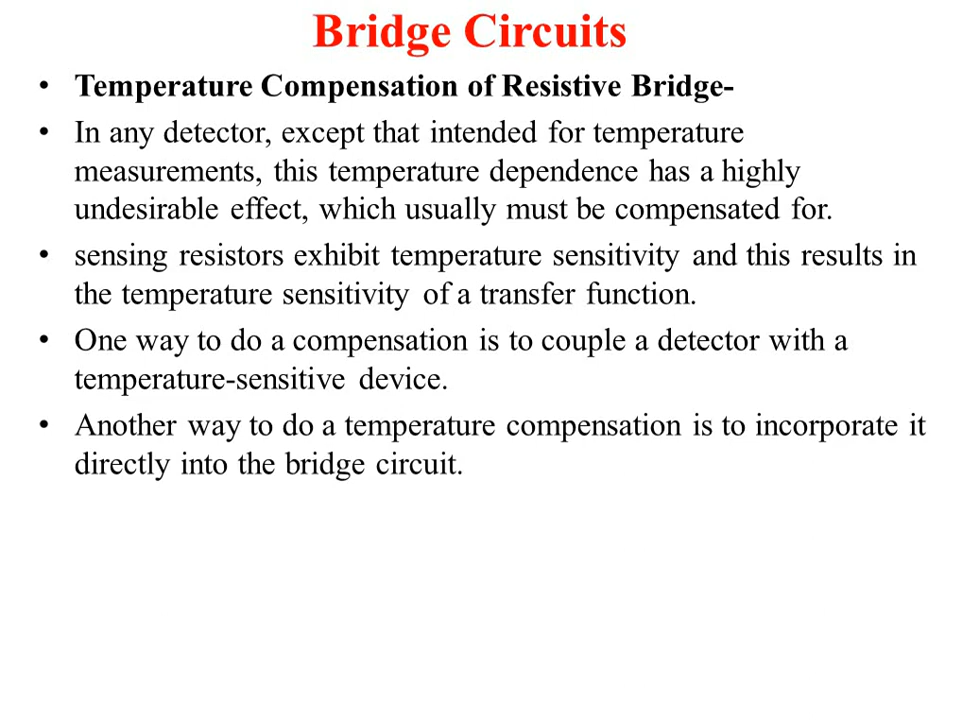 Bridge Circuits
• Temperature Compensation of Resistive Bridge-
• In any detector, except that intended for temperature
measurements, this temperature dependence has a highly
undesirable effect, which usually must be compensated for.
• sensing resistors exhibit temperature sensitivity and this results in
the temperature sensitivity of a transfer function.
• One way to do a compensation is to couple a detector with a
temperature-sensitive device.
• Another way to do a temperature compensation is to incorporate it
directly into the bridge circuit.